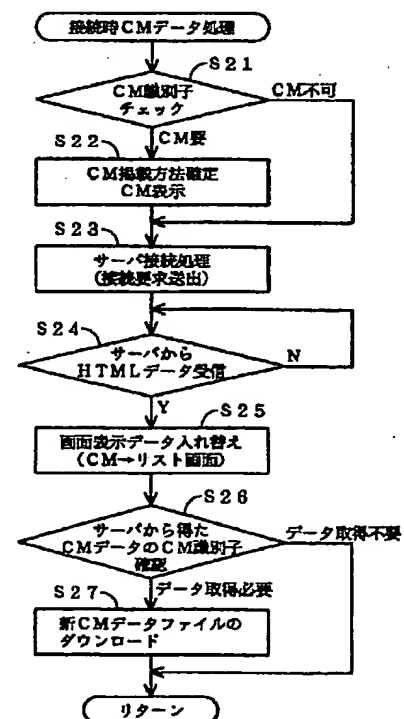 接続時CMデータ処理
S21
CM識別子
チェック
CM不可
CM要
S22
CM掲載方法確定
CM表示
S23
サーバ接続処理
(接続要求送出)
S24
サーバから
HTMLデータ受信
N
Y
S25
画面表示データ入れ替え
(CM→リスト画面)
S26
サーバから得た
CMデータのCM識別子
確認
データ取得不要
データ取得必要
S27
新CMデータファイルの
ダウンロード
リターン